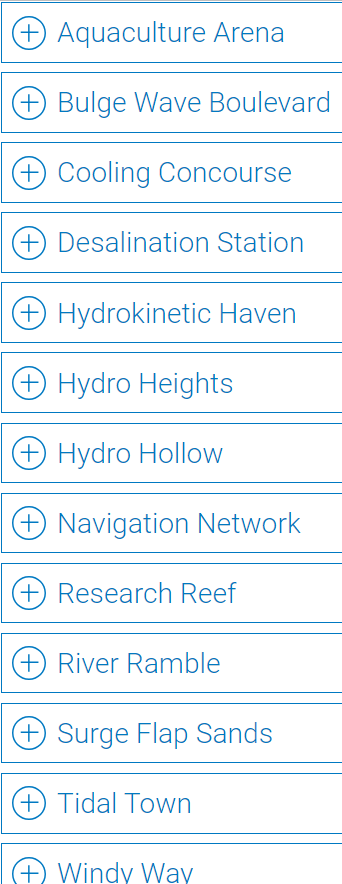 Aquaculture Arena
Bulge Wave Boulevard
Cooling Concourse
Desalination Station
Hydrokinetic Haven
Hydro Heights
Hydro Hollow
Navigation Network
Research Reef
River Ramble
Surge Flap Sands
Tidal Town
Windy Way